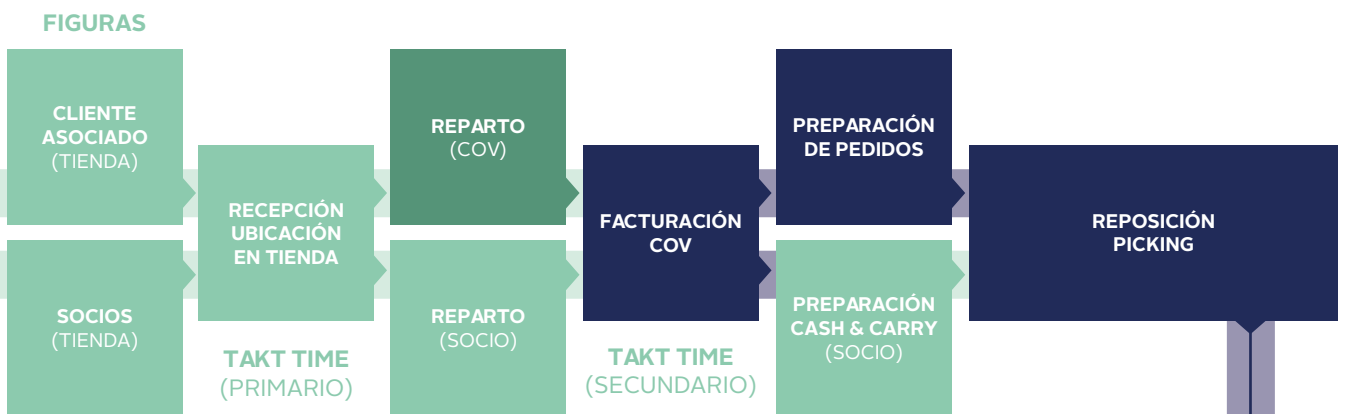 FIGURAS
CLIENTE
ASOCIADO
(TIENDA)
SOCIOS
(TIENDA)
RECEPCIÓN
UBICACIÓN
EN TIENDA
TAKT TIME
(PRIMARIO)
REPARTO
(COV)
REPARTO
(SOCIO)
FACTURACIÓN
COV
TAKT TIME
(SECUNDARIO)
PREPARACIÓN
DE PEDIDOS
PREPARACIÓN
CASH & CARRY
(SOCIO)
REPOSICIÓN
PICKING